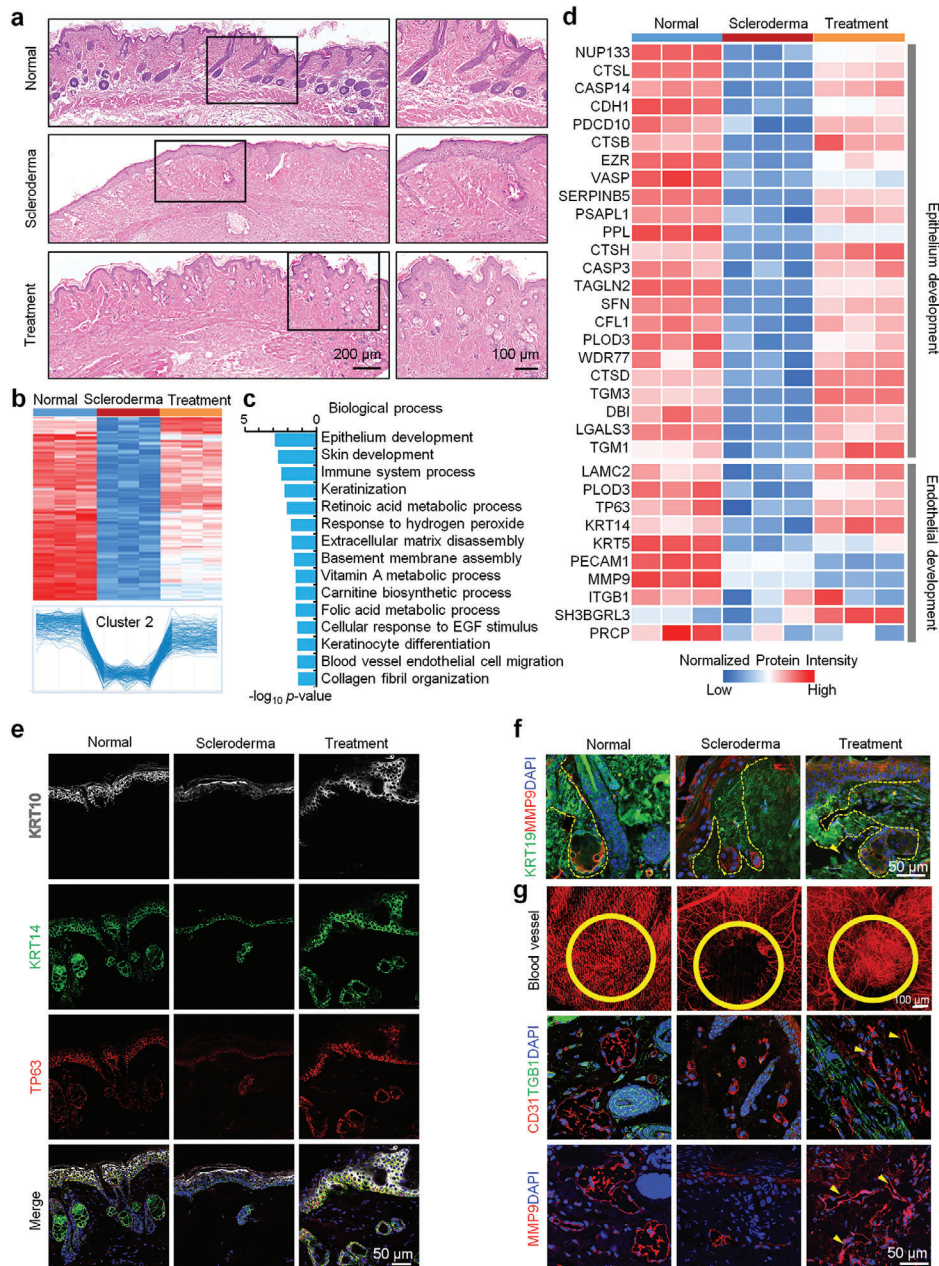 a
Normal
Scleroderma
Treatment
200 µm
100 µm
b
Normal Scleroderma Treatment
Cluster 2
c
Biological process
5 0
Epithelium development
Skin development
Immune system process
Keratinization
Retinoic acid metabolic process
Response to hydrogen peroxide
Extracellular matrix disassembly
Basement membrane assembly
Vitamin A metabolic process
Carnitine biosynthetic process
Folic acid metabolic process
Cellular response to EGF stimulus
Keratinocyte differentiation
Blood vessel endothelial cell migration
Collagen fibril organization
-log10 p-value
d
Normal Scleroderma Treatment
NUP133
CTSL
CASP14
CDH1
PDCD10
CTSB
EZR
VASP
SERPINB5
PSAPL1
PPL
CTSH
CASP3
TAGLN2
SFN
CFL1
PLOD3
WDR77
CTSD
TGM3
DBI
LGALS3
TGM1
Epithelium development
LAMC2
PLOD3
TP63
KRT14
KRT5
PECAM1
MMP9
ITGB1
SH3BGRL3
PRCP
Endothelial development
Normalized Protein Intensity
Low High
e
Normal Scleroderma Treatment
KRT10
KRT14
TP63
Merge
50 µm
f
Normal Scleroderma Treatment
KRT19MMP9DAPI
50 µm
g
Blood vessel
100 µm
CD31TGB1DAPI
MMP9DAPI
50 µm